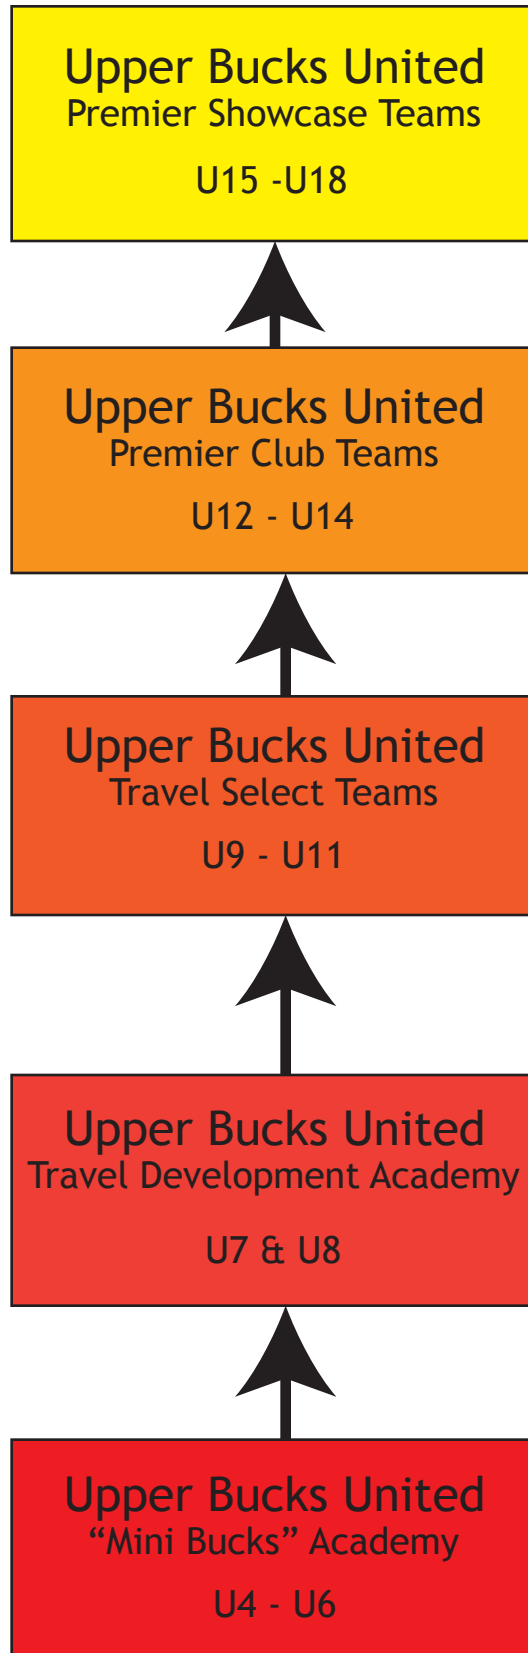 Upper Bucks United
Premier Showcase Teams
U15 -U18
Upper Bucks United
Premier Club Teams
U12 - U14
Upper Bucks United
Travel Select Teams
U9 - U11
Upper Bucks United
Travel Development Academy
U7 & U8
Upper Bucks United
“Mini Bucks” Academy
U4 - U6